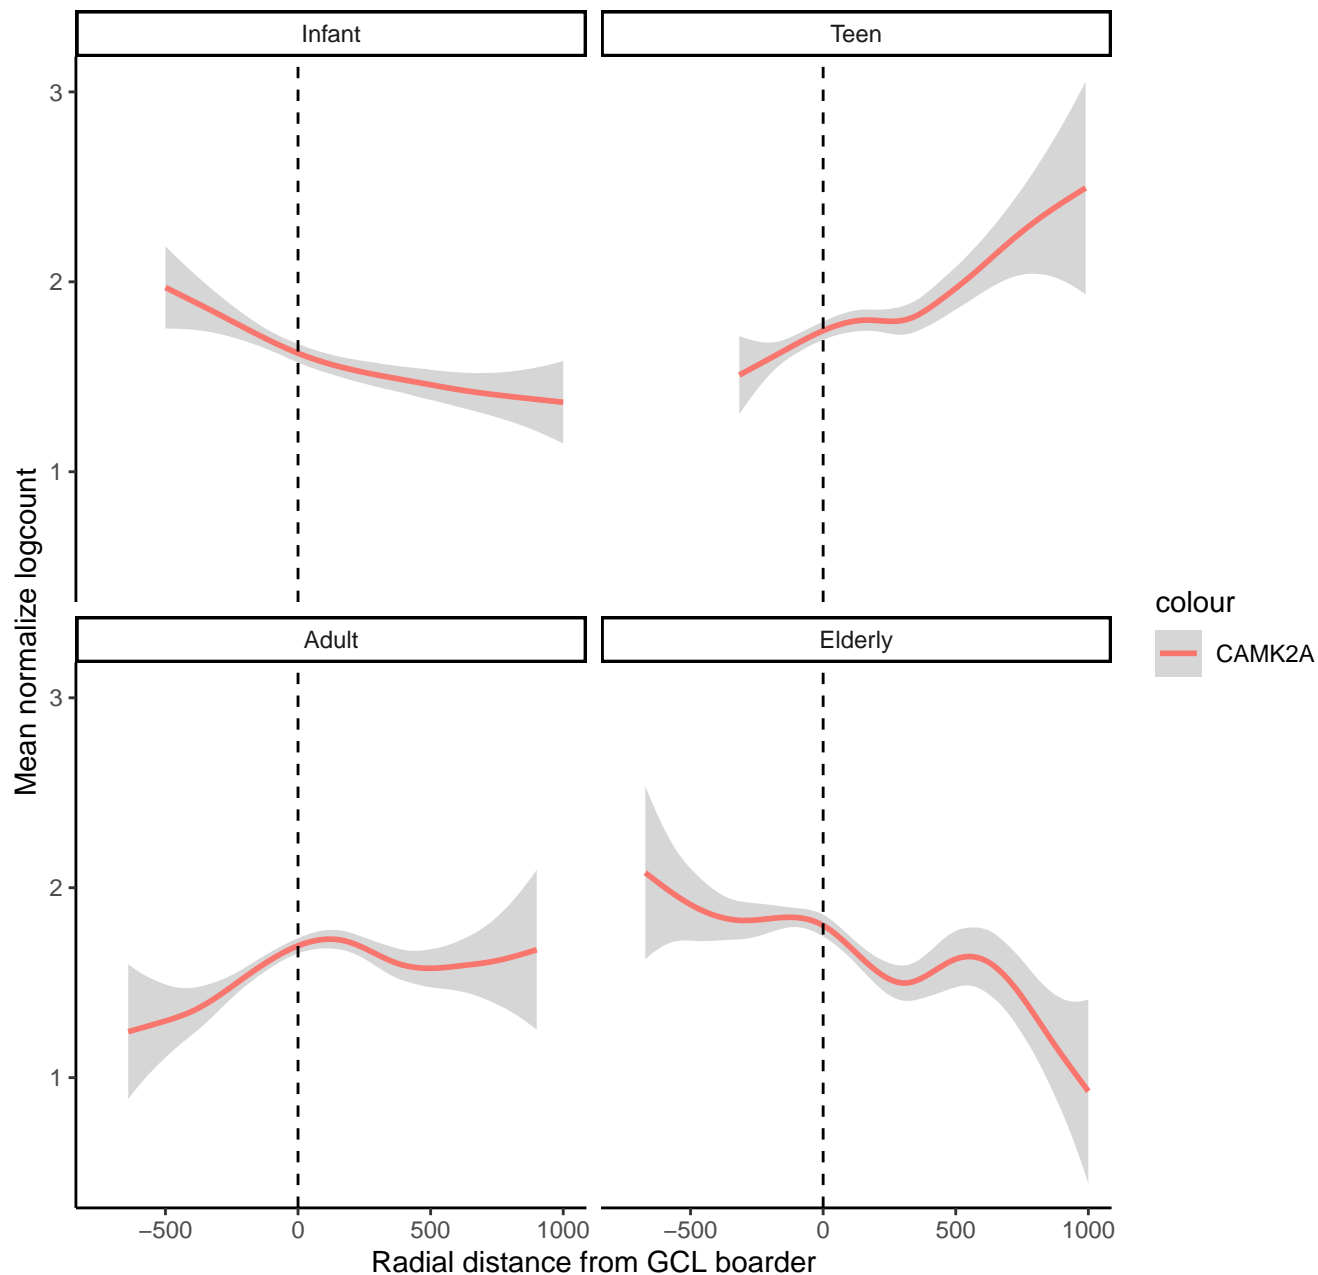 Infant
Teen
3
2
1
Mean normalize logcount
colour
CAMK2A
Adult
Elderly
3
2
1
−500
0
500
1000
−500
0
500
1000
Radial distance from GCL boarder